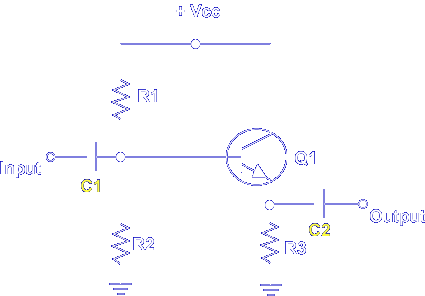 + Vcc
R1
Input
C1
Q1
C2
Output
R2
R3